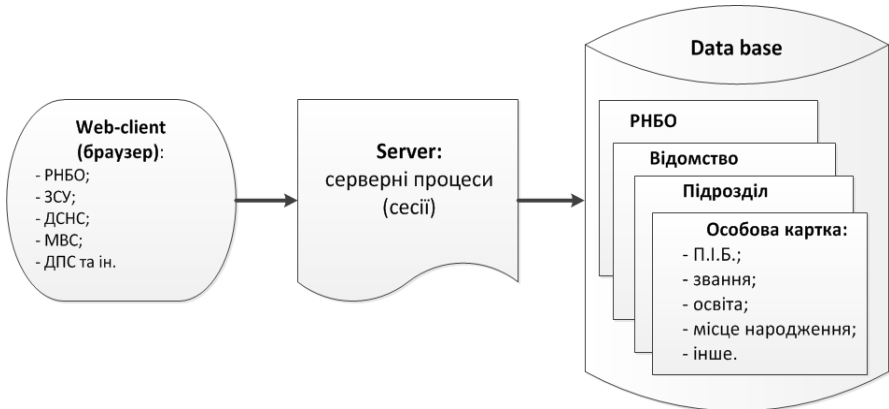 Web-client
(браузер):
- РНБО;
- ЗСУ;
- ДСНС;
- МВС;
- ДПС та ін.
Server:
серверні процеси
(сесії)
Data base
РНБО
Відомство
Підрозділ
Особова картка:
- П.І.Б.;
- звання;
- освіта;
- місце народження;
- інше.